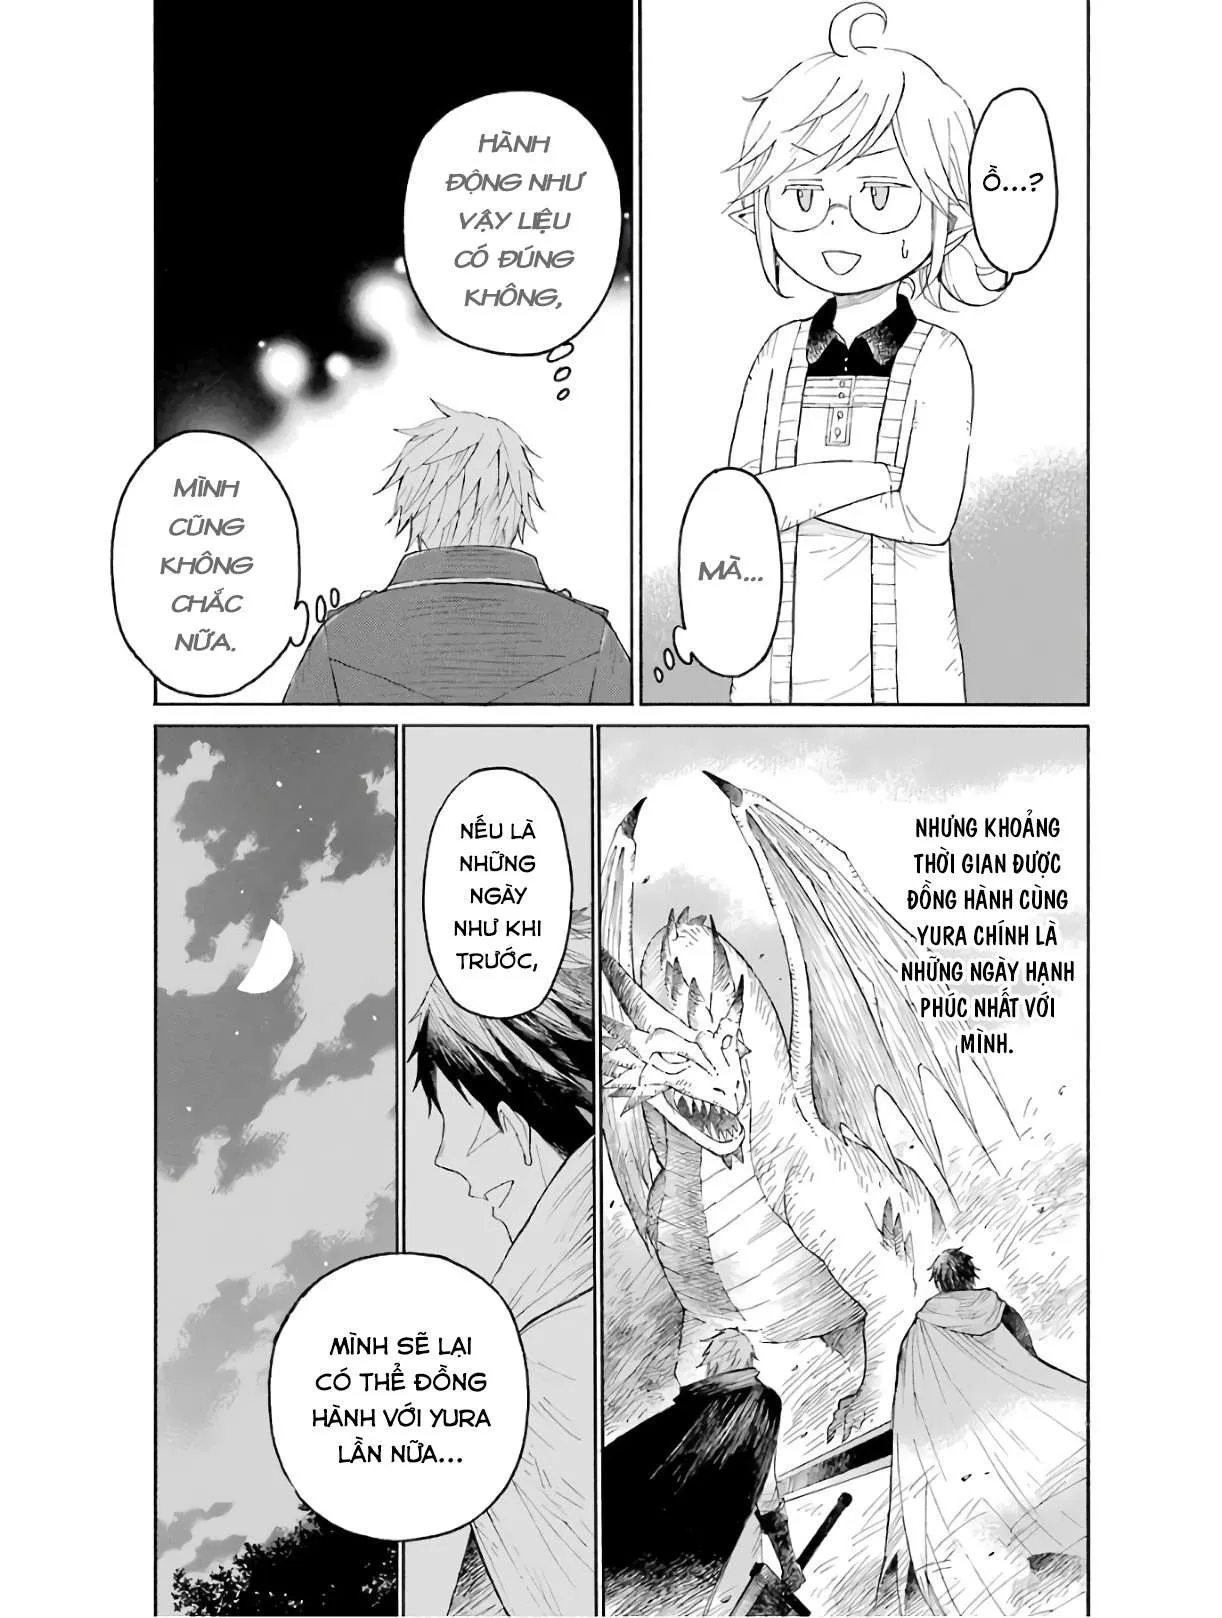 Ồ...?
MÀ...
HÀNH
ĐỘNG NHƯ
VẬY LIỆU
CÓ ĐÚNG
KHÔNG,
MÌNH
CŨNG
KHÔNG
CHẮC
NỮA.
NHƯNG KHOẢNG
THỜI GIAN ĐƯỢC
ĐỒNG HÀNH CÙNG
YURA CHÍNH LÀ
NHỮNG NGÀY HẠNH
PHÚC NHẤT VỚI
MÌNH.
NẾU LÀ
NHỮNG
NGÀY
NHƯ KHI
TRƯỚC,
MÌNH SẼ LẠI
CÓ THỂ ĐỒNG
HÀNH VỚI YURA
LẦN NỮA...